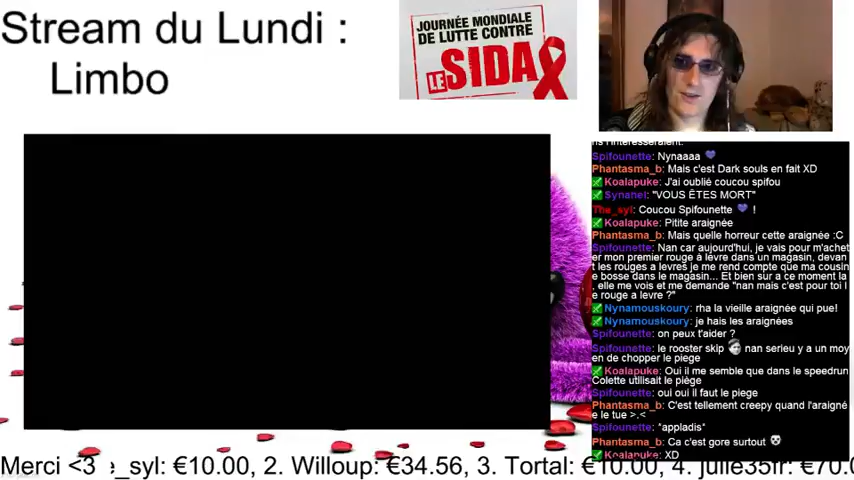 Stream du Lundi :
Limbo
JOURNÉE MONDIALE
DE LUTTE CONTRE
LE SIDA
Spifounette: Nynaaaa
Phantasma_b: Mais c'est Dark souls en fait XD
Koalapuke: J'ai oublié coucou spifou
Synanel: "VOUS ÊTES MORT"
The_syl: Coucou Spifounette !
Koalapuke: Pitite araignée
Phantasma_b: Mais quelle horreur cette araignée :C
Spifounette: Nan car aujourd'hui, je vais pour m'achet
er mon premier rouge à lèvre dans un magasin, devan
t les rouges a levres je me rend compte que ma cousin
e bosse dans le magasin... Et bien sur a ce moment la
, elle me vois et me demande "nan mais c'est pour toi l
e rouge a levre ?"
Nynamouskoury: rha la vieille araignée qui pue!
Nynamouskoury: je hais les araignées
Spifounette: on peux t'aider ?
Spifounette: le rooster skip nan serieu y a un moy
en de chopper le piege
Koalapuke: Oui il me semble que dans le speedrun
Colette utilisait le piège
Spifounette: oui oui il faut le piege
Phantasma_b: C'est tellement creepy quand l'araigné
e le tue >.<
Spifounette: *appladis*
Phantasma_b: Ca c'est gore surtout
Koalapuke: XD
Merci <3 e_syl: €10.00, 2. Willoup: €34.56, 3. Tortal: €10.00, 4. julie35fr: €70.0